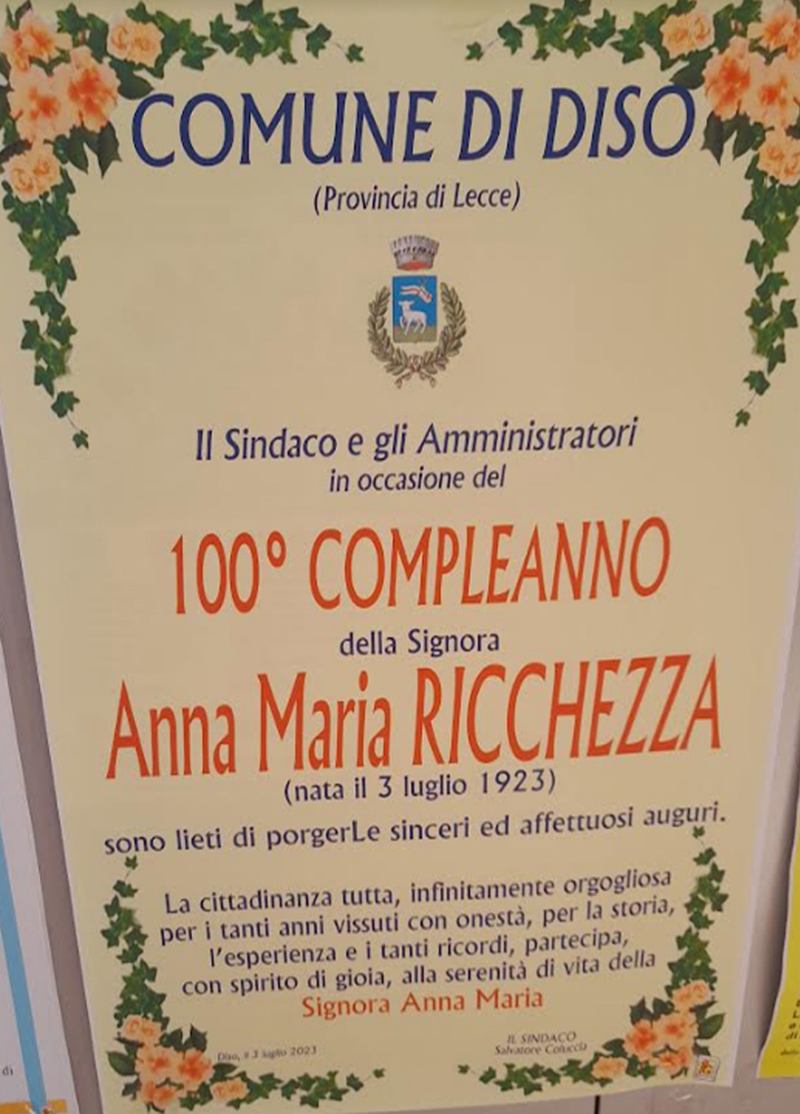 COMUNE DI DISO
(Provincia di Lecce)
Il Sindaco e gli Amministratori
in occasione del
100° COMPLEANNO
della Signora
Anna Maria RICCHEZZA
(nata il 3 luglio 1923)
sono lieti di porgerLe sinceri ed affettuosi auguri.
La cittadinanza tutta, infinitamente orgogliosa
per i tanti anni vissuti con onestà, per la storia,
l'esperienza e i tanti ricordi, partecipa,
con spirito di gioia, alla serenità di vita della
Signora Anna Maria
Diso, il 3 luglio 2023
IL SINDACO
Salvatore Coluccia
di